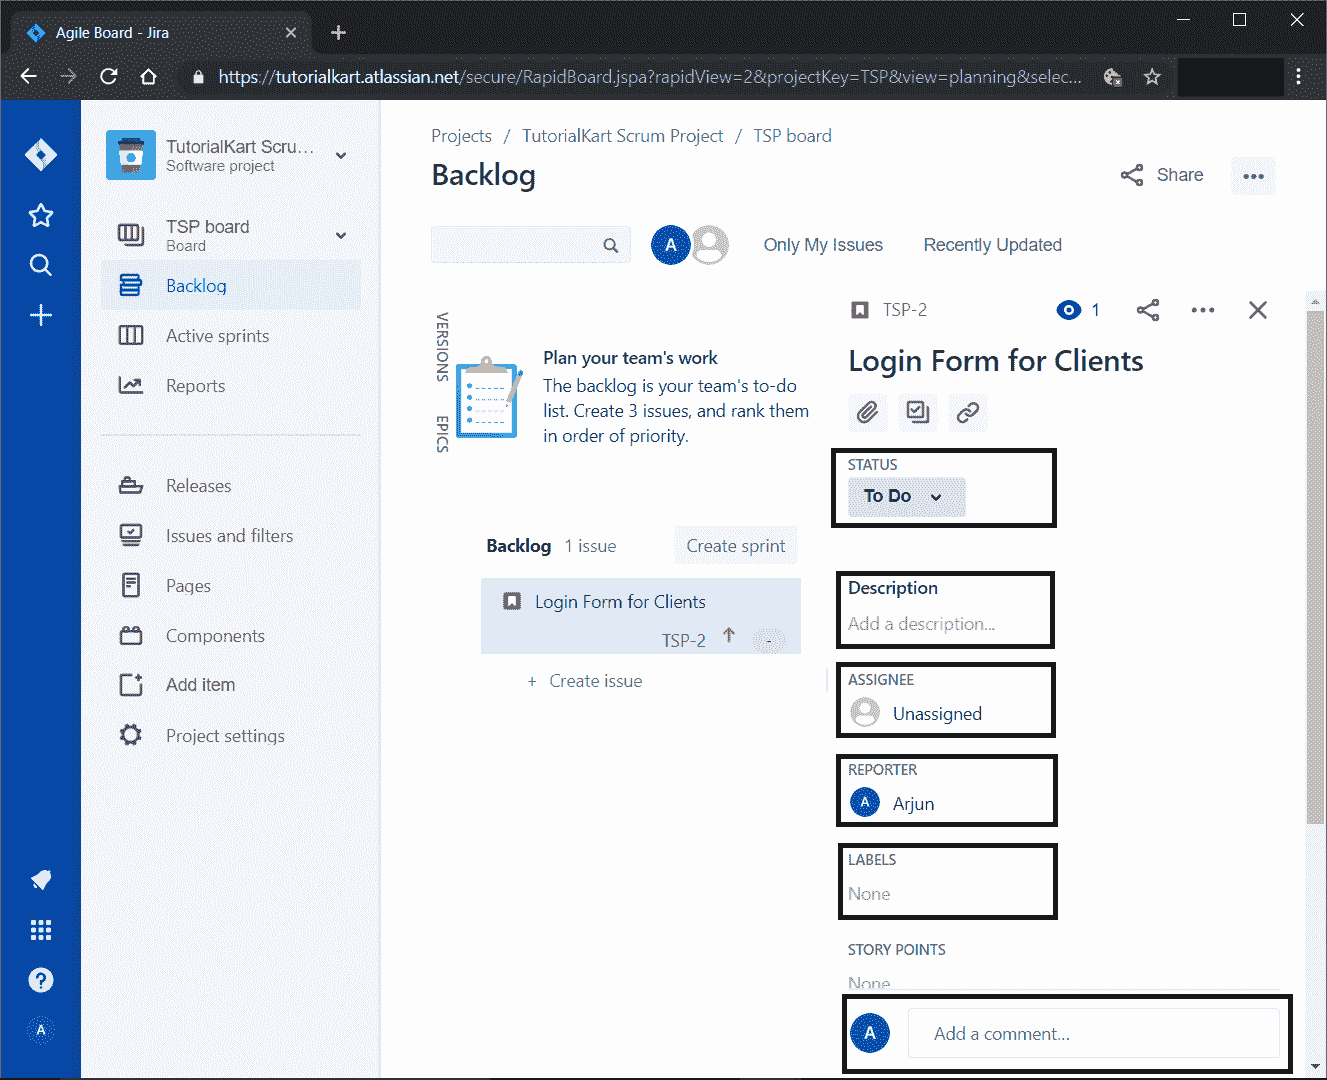 Agile Board - Jira
https://tutorialkart.atlassian.net/secure/RapidBoard.jspa?rapidView=2&projectKey=TSP&view=planning&selec...
TutorialKart Scru...
Software project
TSP board
Board
Backlog
Active sprints
Reports
Releases
Issues and filters
Pages
Components
Add item
Project settings
A
Projects / TutorialKart Scrum Project / TSP board
Backlog
Share
A
Only My Issues
Recently Updated
VERSIONS
EPICS
Plan your team's work
The backlog is your team's to-do
list. Create 3 issues, and rank them
in order of priority.
Backlog 1 issue
Create sprint
Login Form for Clients
TSP-2
-
+ Create issue
TSP-2
1
Login Form for Clients
STATUS
To Do
Description
Add a description...
ASSIGNEE
Unassigned
REPORTER
A Arjun
LABELS
None
STORY POINTS
None
A Add a comment...